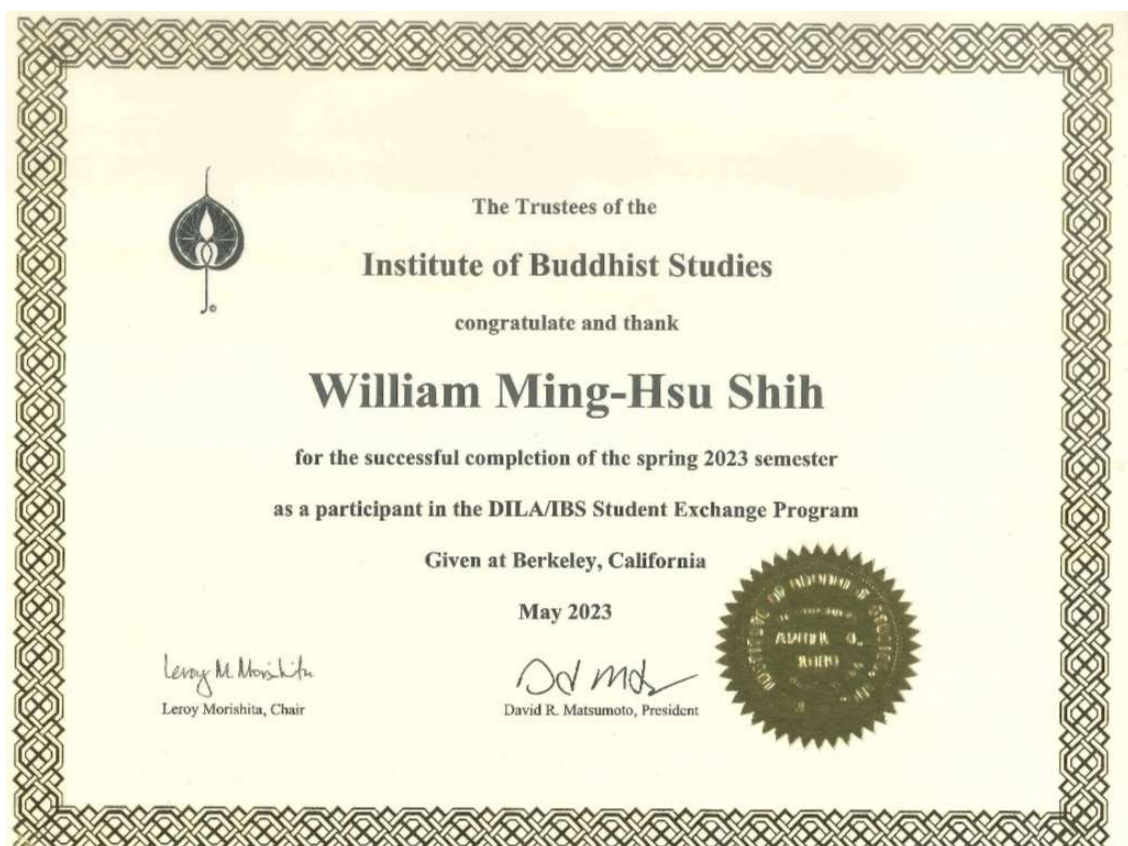 The Trustees of the
Institute of Buddhist Studies
congratulate and thank
William Ming-Hsu Shih
for the successful completion of the spring 2023 semester
as a participant in the DILA/IBS Student Exchange Program
Given at Berkeley, California
May 2023
Leroy M. Morishita
Leroy Morishita, Chair
David R. Matsumoto, President